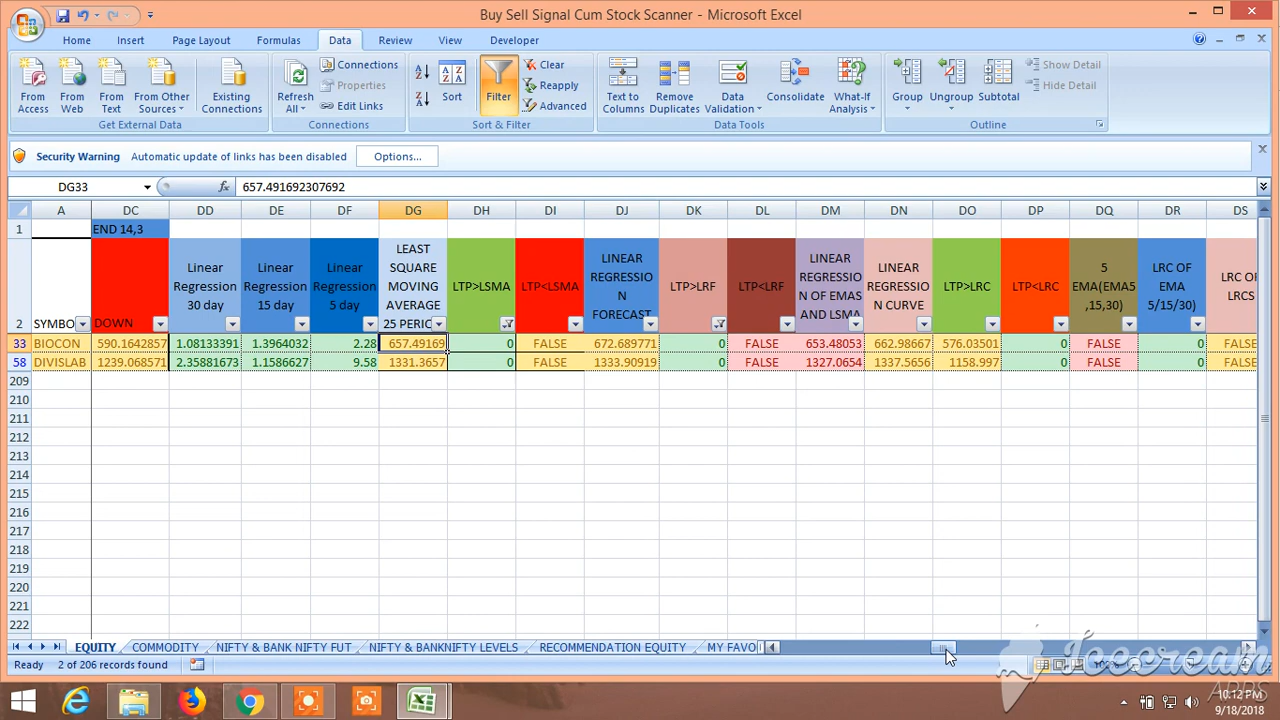 Buy Sell Signal Cum Stock Scanner - Microsoft Excel
Home Insert Page Layout Formulas Data Review View Developer
From Access
From Web
From Text
From Other Sources
Existing Connections
Get External Data
Refresh All
Connections
Properties
Edit Links
Connections
Sort
Filter
Clear
Reapply
Advanced
Sort & Filter
Text to Columns
Remove Duplicates
Data Validation
Consolidate
What-If Analysis
Data Tools
Group
Ungroup
Subtotal
Show Detail
Hide Detail
Outline
Security Warning Automatic update of links has been disabled Options...
DG33 fx 657.491692307692
A DC DD DE DF DG DH DI DJ DK DL DM DN DO DP DQ DR DS
1 END 14,3
2
SYMBO
DOWN
Linear Regression 30 day
Linear Regression 15 day
Linear Regression 5 day
LEAST SQUARE MOVING AVERAGE 25 PERIC
LTP>LSMA
LTP<LSMA
LINEAR REGRESSIO N FORECAST
LTP>LRF
LTP<LRF
LINEAR REGRESSIO N OF EMAS AND LSMA
LINEAR REGRESSIO N CURVE
LTP>LRC
LTP<LRC
5 EMA(EMA5 ,15,30)
LRC OF EMA 5/15/30)
LRC OF LRCS
33 BIOCON 590.1642857 1.08133391 1.3964032 2.28 657.49169 0 FALSE 672.689771 0 FALSE 653.48053 662.98667 576.03501 0 FALSE 0 FALSE
58 DIVISLAB 1239.068571 2.35881673 1.1586627 9.58 1331.3657 0 FALSE 1333.90919 0 FALSE 1327.0654 1337.5656 1158.997 0 FALSE 0 FALSE
209
210
211
212
213
214
215
216
217
218
219
220
221
222
EQUITY COMMODITY NIFTY & BANK NIFTY FUT NIFTY & BANKNIFTY LEVELS RECOMMENDATION EQUITY MY FAVO
Ready 2 of 206 records found 100%
Icecream
APPS
10:12 PM
9/18/2018